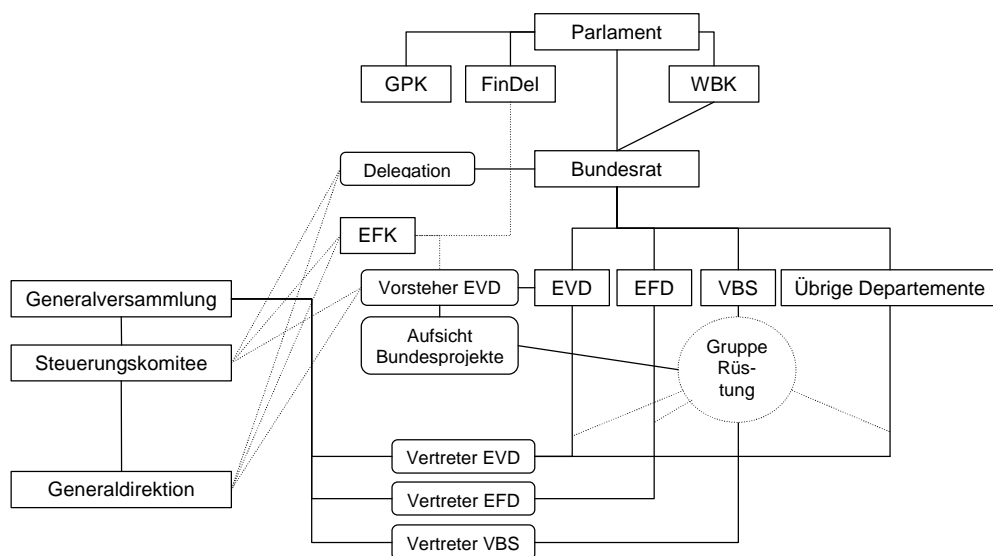 Parlament
GPK
FinDel
WBK
Delegation
Bundesrat
EFK
Generalversammlung
Vorsteher EVD
EVD
EFD
VBS
Übrige Departemente
Steuerungskomitee
Aufsicht
Bundesprojekte
Gruppe
Rüs-
tung
Vertreter EVD
Generaldirektion
Vertreter EFD
Vertreter VBS